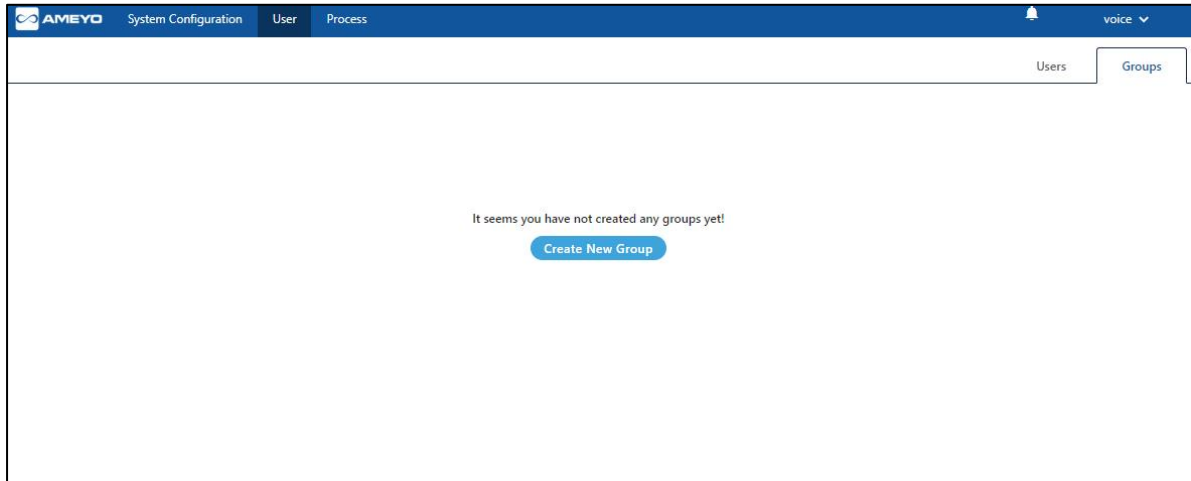 AMEYO System Configuration User Process voice
Users Groups
It seems you have not created any groups yet!
Create New Group